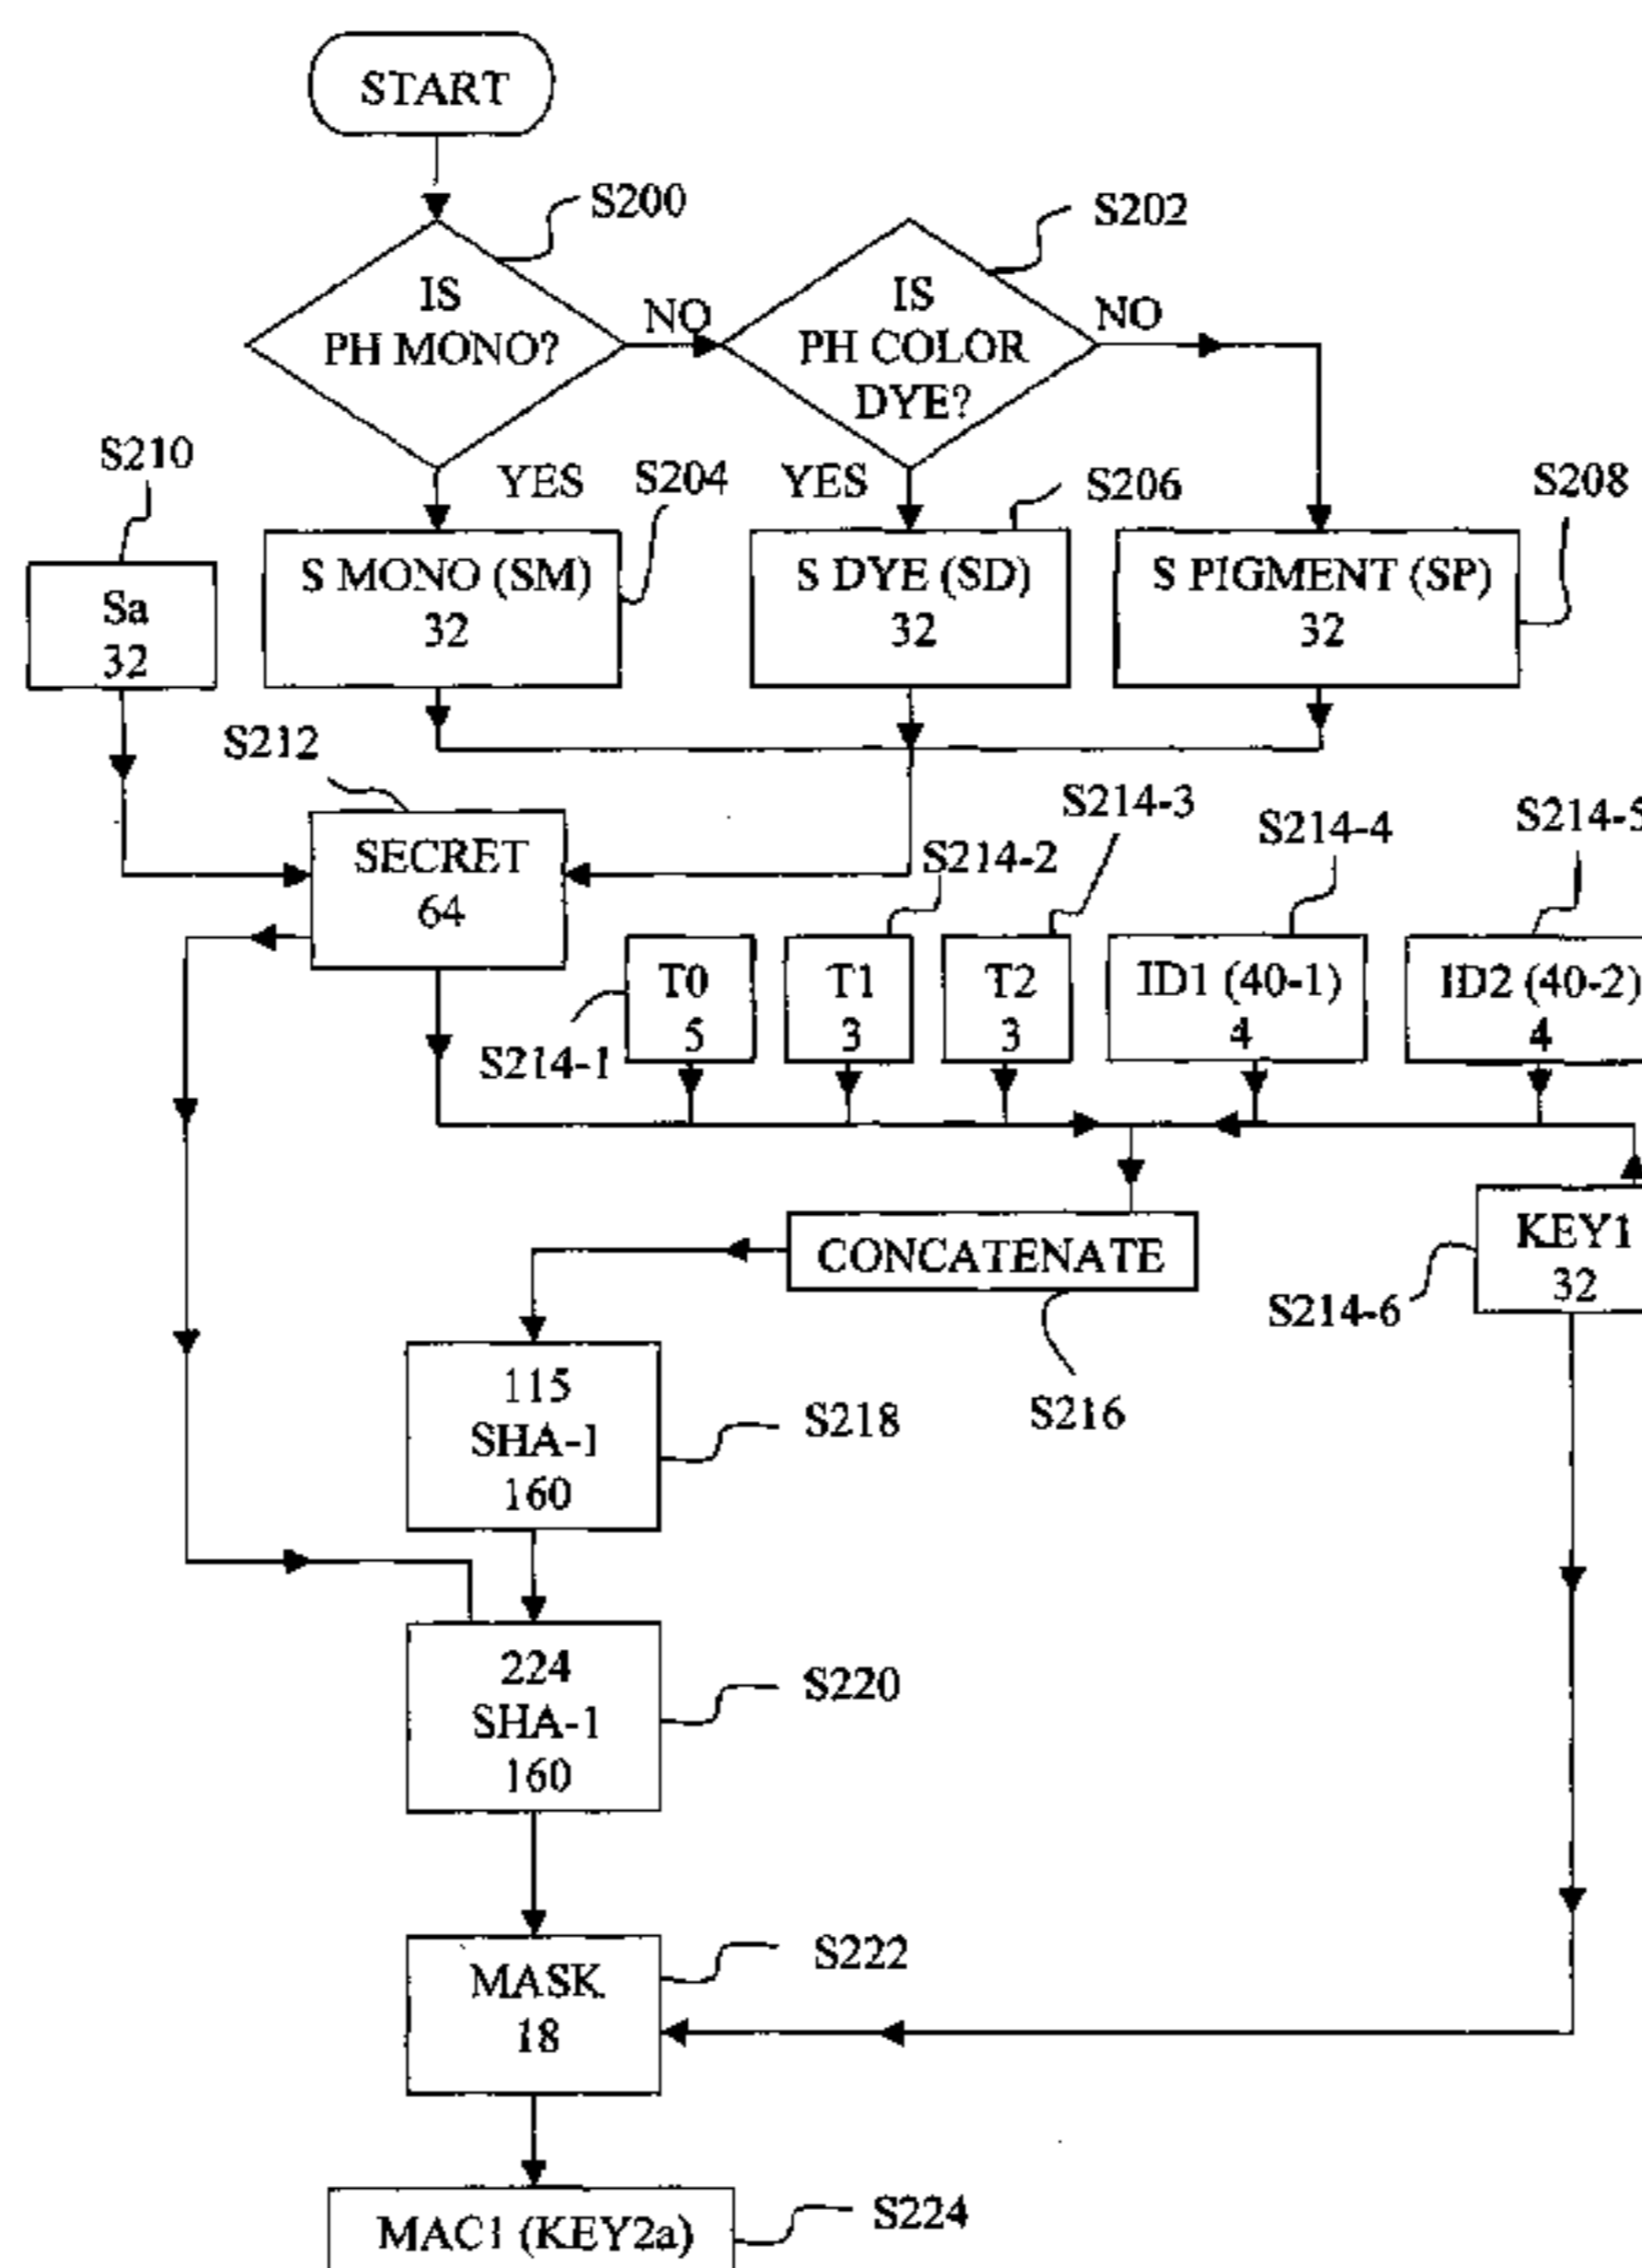 START
S200
S202
IS
PH MONO?
NO
IS
PH COLOR
DYE?
NO
S210
YES
S204
YES
S206
S208
Sa
32
S MONO (SM)
32
S DYE (SD)
32
S PIGMENT (SP)
32
S212
SECRET
64
S214-1
S214-2
S214-3
S214-4
S214-5
T0
5
T1
3
T2
3
ID1 (40-1)
4
ID2 (40-2)
4
CONCATENATE
S216
KEY1
32
S214-6
115
SHA-1
160
S218
224
SHA-1
160
S220
MASK
18
S222
MAC1 (KEY2a)
S224